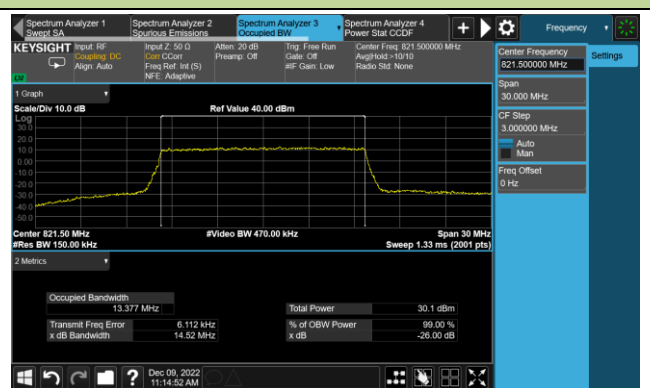 Spectrum Analyzer 1
Swept SA
Spectrum Analyzer 2
Spurious Emissions
Spectrum Analyzer 3
Occupied BW
Spectrum Analyzer 4
Power Stat CCDF
Frequency
KEYSIGHT
Input: RF
Coupling: DC
Align: Auto
Input Z: 50 Ω
Corr CCorr
Freq Ref: Int (S)
NFE: Adaptive
Atten: 20 dB
Preamp: Off
Trig: Free Run
Gate: Off
#IF Gain: Low
Center Freq: 821.500000 MHz
Avg|Hold:>10/10
Radio Std: None
LM
Center Frequency
821.500000 MHz
Settings
Span
30.000 MHz
CF Step
3.000000 MHz
Auto
Man
Freq Offset
0 Hz
1 Graph
Scale/Div 10.0 dB
Ref Value 40.00 dBm
Log
30.0
20.0
10.0
0.00
-10.0
-20.0
-30.0
-40.0
-50.0
Center 821.50 MHz
#Video BW 470.00 kHz
Span 30 MHz
#Res BW 150.00 kHz
Sweep 1.33 ms (2001 pts)
2 Metrics
Occupied Bandwidth
13.377 MHz
Total Power 30.1 dBm
Transmit Freq Error 6.112 kHz
% of OBW Power 99.00 %
x dB Bandwidth 14.52 MHz
x dB -26.00 dB
?
Dec 09, 2022
11:14:52 AM